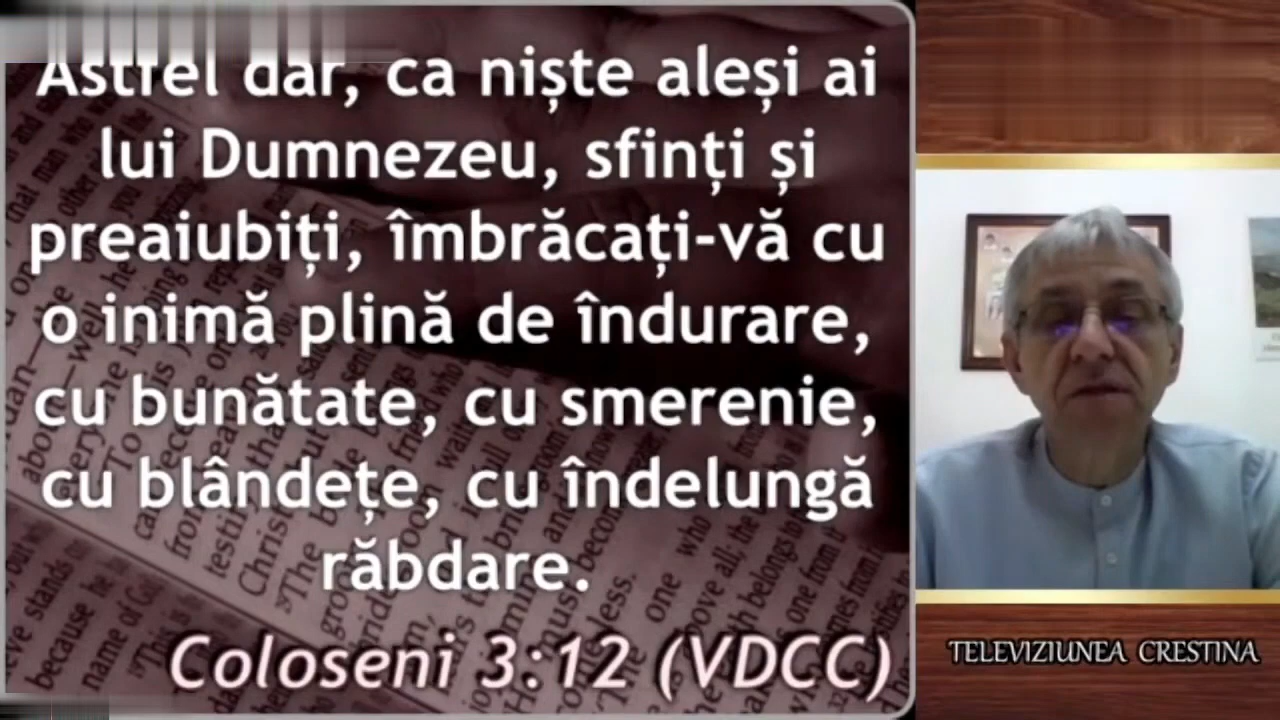 Astfel dar, ca niște aleși ai
lui Dumnezeu, sfinți și
preaiubiți, îmbrăcați-vă cu
o inimă plină de îndurare,
cu bunătate, cu smerenie,
cu blândețe, cu îndelungă
răbdare.
Coloseni 3:12 (VDCC)
TELEVIZIUNEA CRESTINA